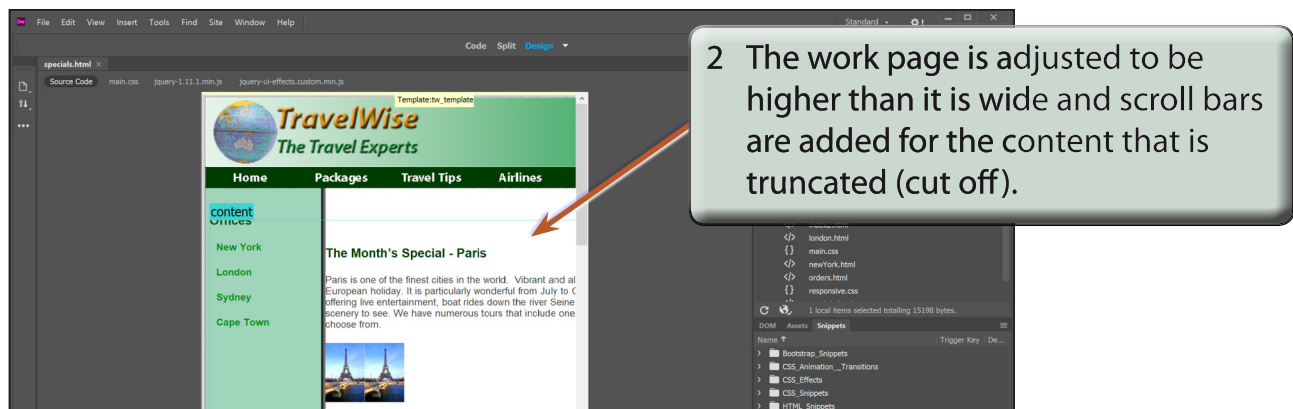 Dw File Edit View Insert Tools Find Site Window Help Standard
Code Split Design
specials.html ×
Source Code main.css jquery-1.11.1.min.js jquery-ui-effects.custom.min.js
Template:tw_template
TravelWise
The Travel Experts
Home Packages Travel Tips Airlines
content
Offices
New York
London
Sydney
Cape Town
The Month's Special - Paris
Paris is one of the finest cities in the world. Vibrant and al
European holiday. It is particularly wonderful from July to
offering live entertainment, boat rides down the river Seine
scenery to see. We have numerous tours that include one
choose from.
2 The work page is adjusted to be
higher than it is wide and scroll bars
are added for the content that is
truncated (cut off).
london.html
main.css
newYork.html
orders.html
responsive.css
1 local items selected totalling 15198 bytes.
DOM Assets Snippets
Name Trigger Key De...
Bootstrap_Snippets
CSS_Animation__Transitions
CSS_Effects
CSS_Snippets
HTML_Snippets